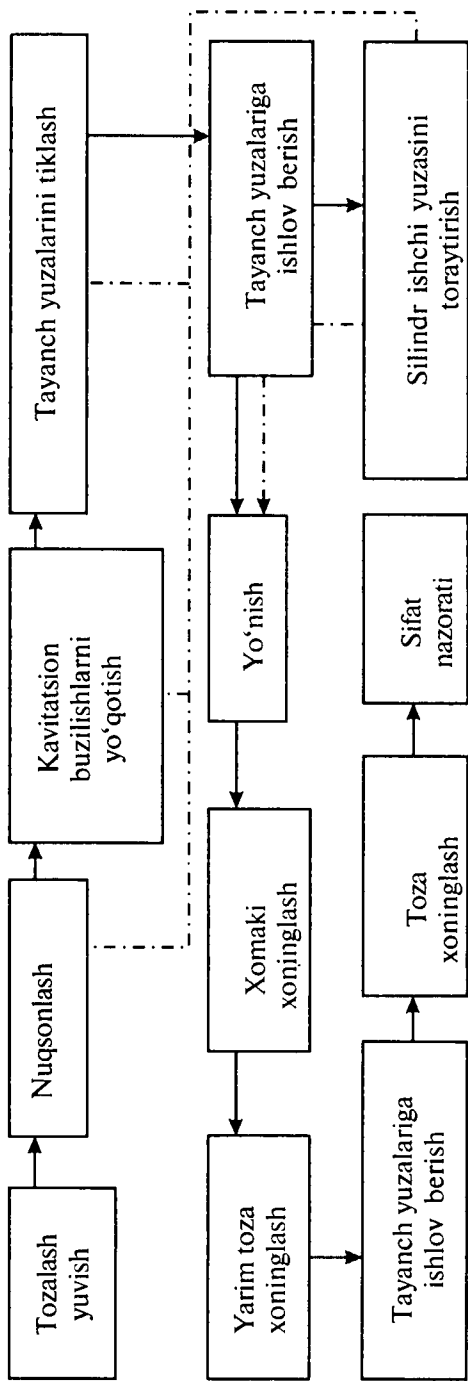 Tozalash
yuvish
Nuqsonlash
Kavitatsion
buzilishlarni
yo‘qotish
Tayanch yuzalarini tiklash
Tayanch yuzalariga
ishlov berish
Yo‘nish
Xomaki
xoninglash
Yarim toza
xoninglash
Tayanch yuzalariga
ishlov berish
Toza
xoninglash
Sifat
nazorati
Silindr ishchi yuzasini
toraytirish